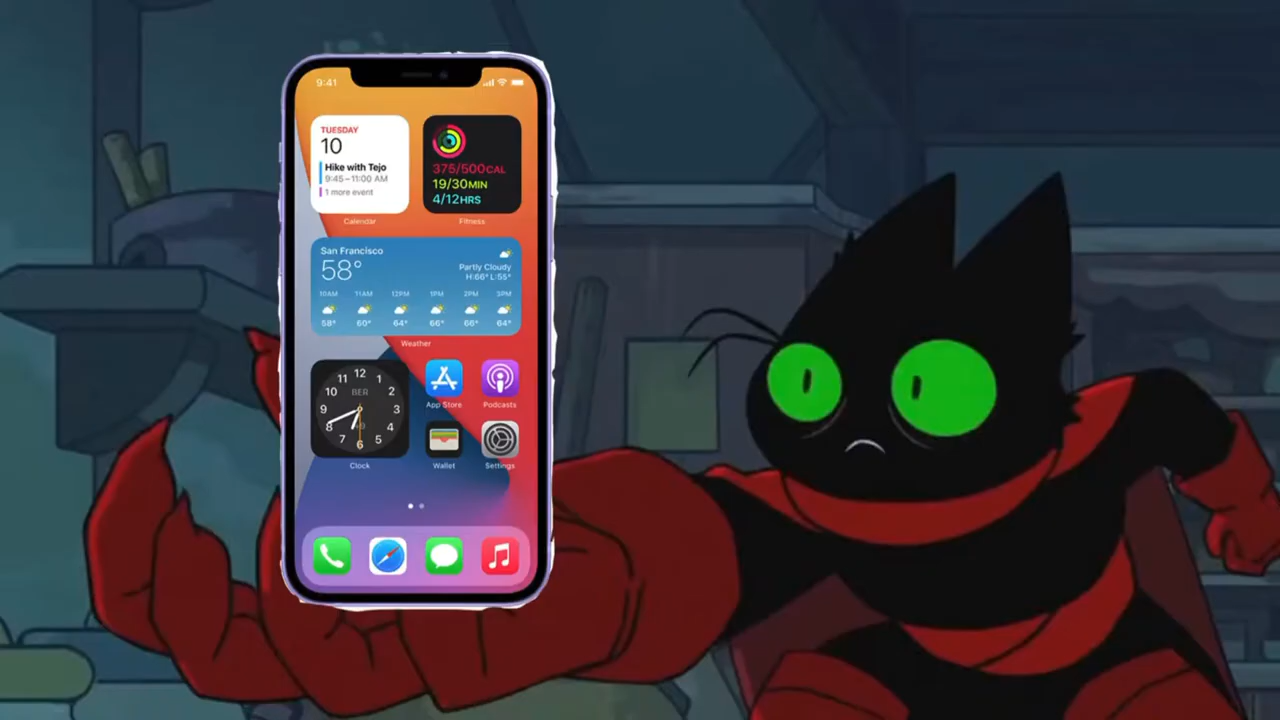 9:41
TUESDAY
10
Hike with Tejo
9:45–11:00 AM
1 more event
Calendar
375/500CAL
19/30MIN
4/12HRS
Fitness
San Francisco
58°
Partly Cloudy
H:66° L:55°
10AM 11AM 12PM 1PM 2PM 3PM
58° 60° 64° 66° 66° 64°
Weather
12
11 1
10 BER 2
9 3
8 4
7 5
6
Clock
App Store
Podcasts
Wallet
Settings